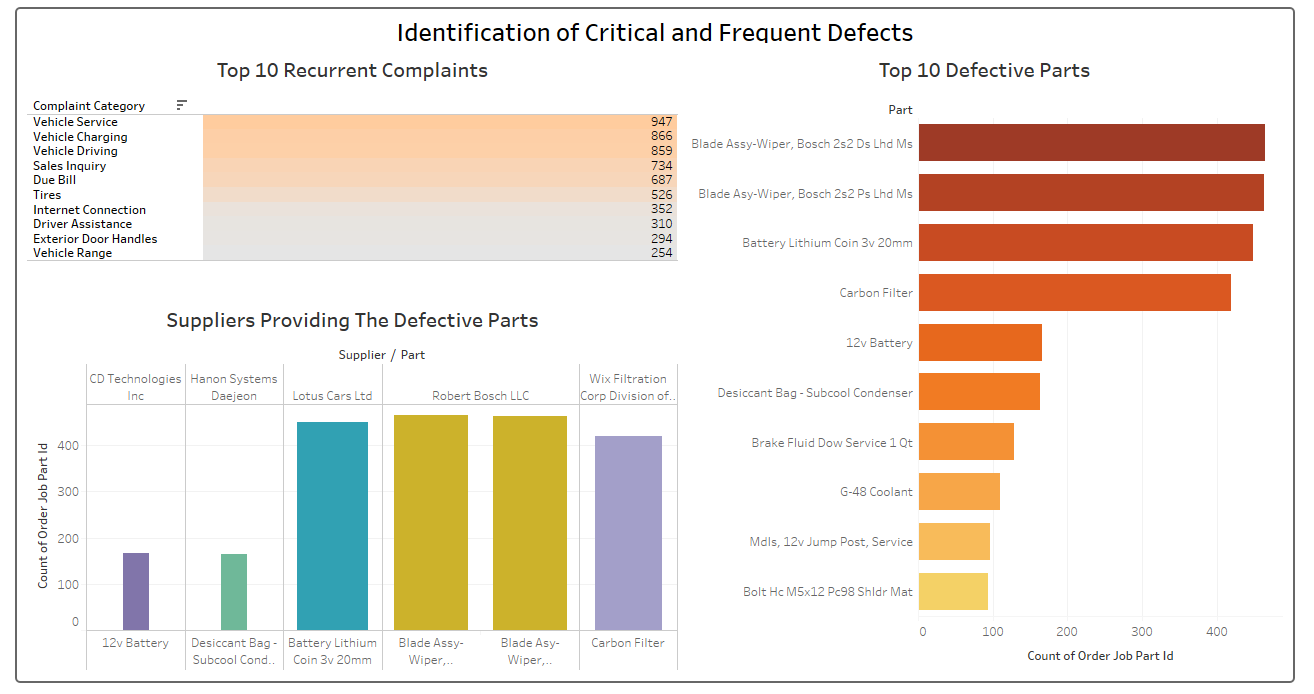 Identification of Critical and Frequent Defects
Top 10 Recurrent Complaints
Complaint Category
Vehicle Service 947
Vehicle Charging 866
Vehicle Driving 859
Sales Inquiry 734
Due Bill 687
Tires 526
Internet Connection 352
Driver Assistance 310
Exterior Door Handles 294
Vehicle Range 254
Suppliers Providing The Defective Parts
Supplier / Part
CD Technologies
Inc
Hanon Systems
Daejeon
Lotus Cars Ltd
Robert Bosch LLC
Wix Filtration
Corp Division of..
Count of Order Job Part Id
400
300
200
100
0
12v Battery
Desiccant Bag -
Subcool Cond..
Battery Lithium
Coin 3v 20mm
Blade Assy-
Wiper,..
Blade Asy-
Wiper,..
Carbon Filter
Top 10 Defective Parts
Part
Blade Assy-Wiper, Bosch 2s2 Ds Lhd Ms
Blade Asy-Wiper, Bosch 2s2 Ps Lhd Ms
Battery Lithium Coin 3v 20mm
Carbon Filter
12v Battery
Desiccant Bag - Subcool Condenser
Brake Fluid Dow Service 1 Qt
G-48 Coolant
Mdls, 12v Jump Post, Service
Bolt Hc M5x12 Pc98 Shldr Mat
0 100 200 300 400
Count of Order Job Part Id